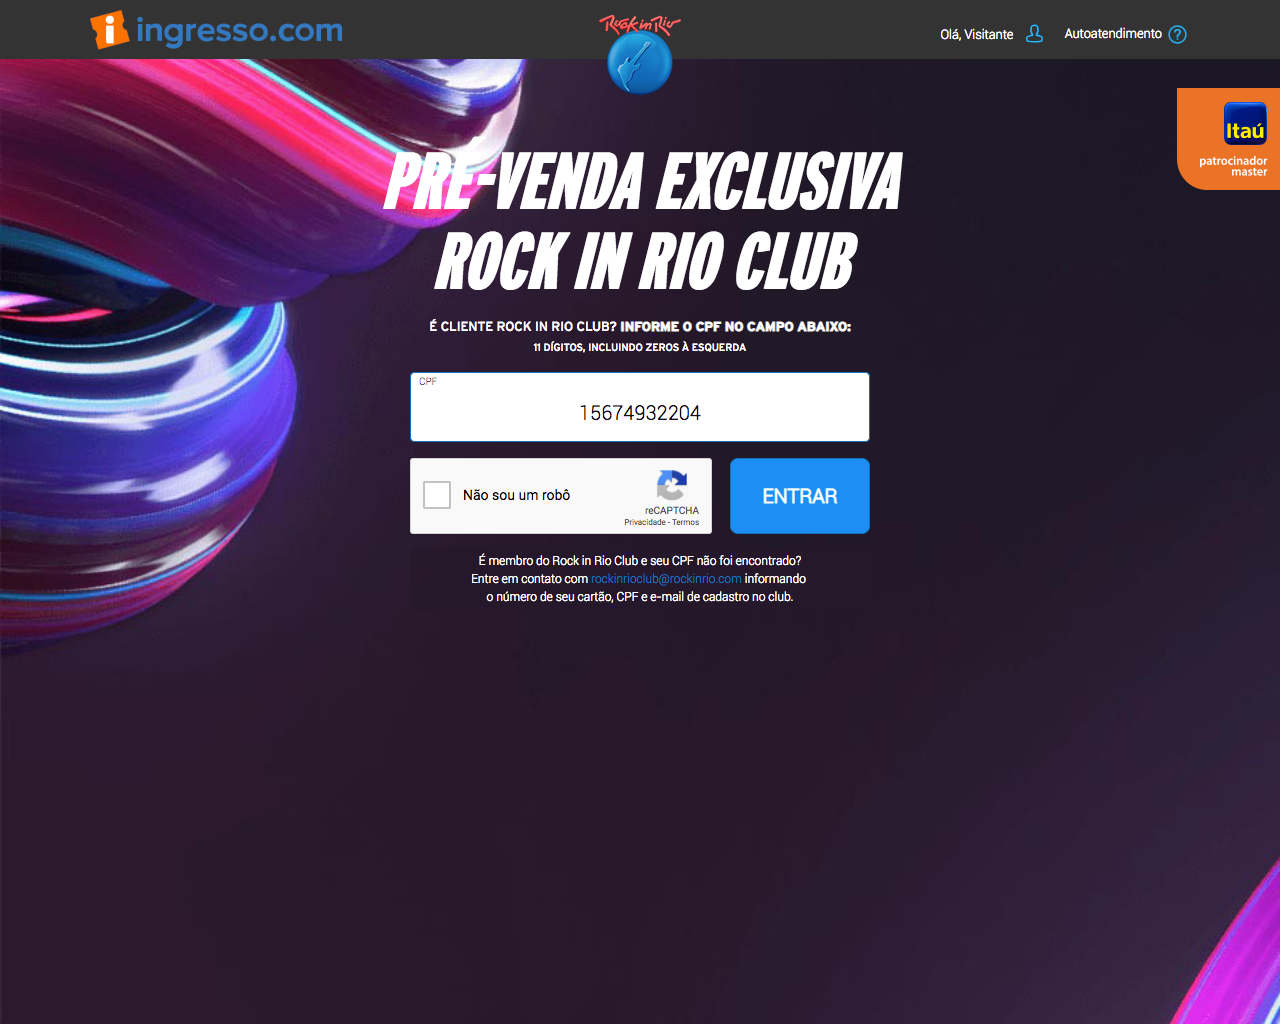 ingresso.com
Rock in Rio
Olá, Visitante
Autoatendimento ?
Itaú
patrocinador
master
PRÉ-VENDA EXCLUSIVA
ROCK IN RIO CLUB
É CLIENTE ROCK IN RIO CLUB? INFORME O CPF NO CAMPO ABAIXO:
11 DÍGITOS, INCLUINDO ZEROS À ESQUERDA
CPF
15674932204
Não sou um robô
reCAPTCHA
Privacidade - Termos
ENTRAR
É membro do Rock in Rio Club e seu CPF não foi encontrado?
Entre em contato com rockinrioclub@rockinrio.com informando
o número de seu cartão, CPF e e-mail de cadastro no club.